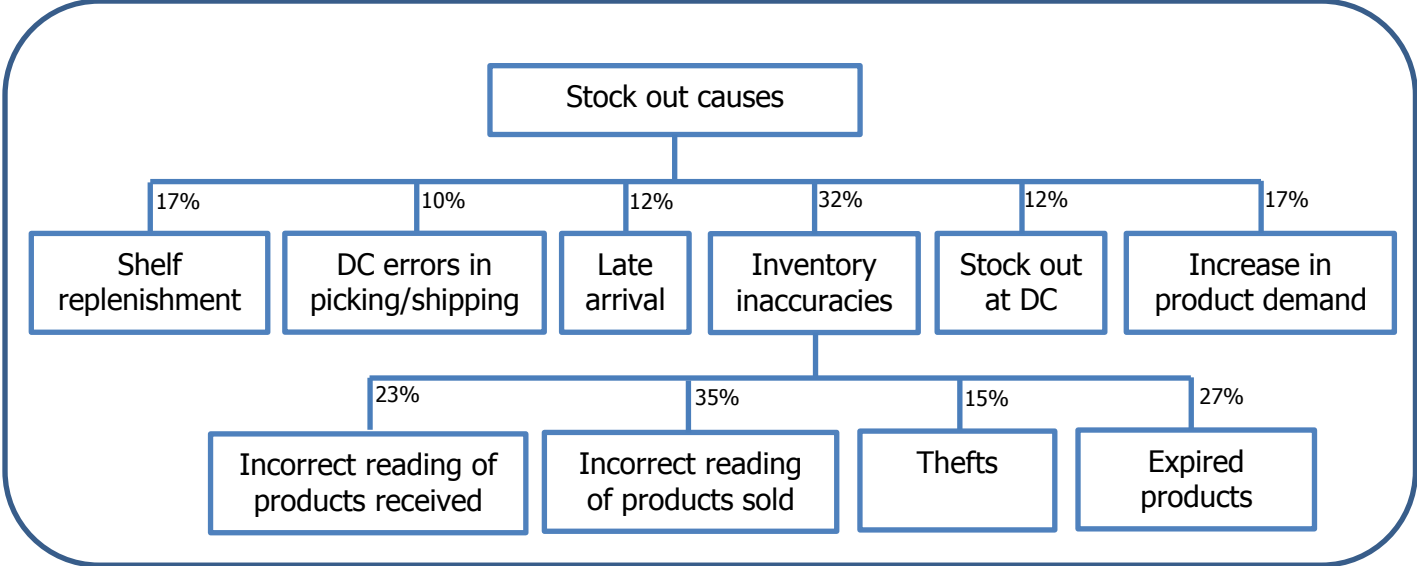 Stock out causes
17%
10%
12%
32%
12%
17%
Shelf
replenishment
DC errors in
picking/shipping
Late
arrival
Inventory
inaccuracies
Stock out
at DC
Increase in
product demand
23%
35%
15%
27%
Incorrect reading of
products received
Incorrect reading
of products sold
Thefts
Expired
products